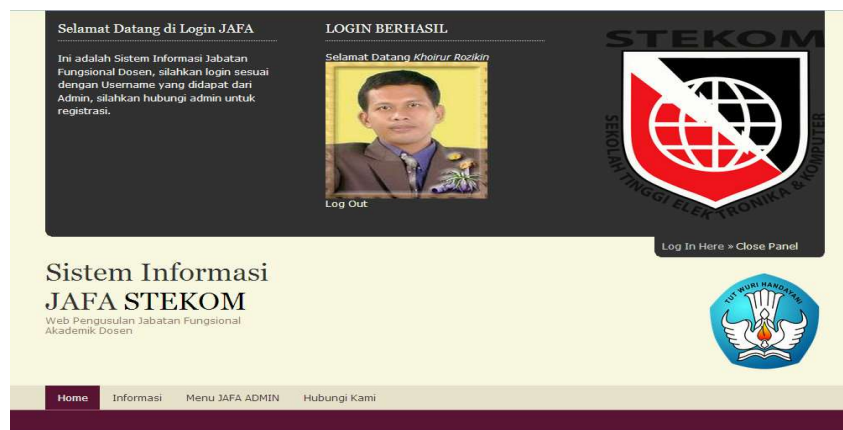 Selamat Datang di Login JAFA
Ini adalah Sistem Informasi Jabatan
Fungsional Dosen, silahkan login sesuai
dengan Username yang didapat dari
Admin, silahkan hubungi admin untuk
registrasi.
LOGIN BERHASIL
Selamat Datang Khoirur Rozikin
Log Out
STEKOM
SEKOLAH TINGGI ELEKTRONIKA & KOMPUTER
Log In Here » Close Panel
Sistem Informasi
JAFA STEKOM
Web Pengusulan Jabatan Fungsional
Akademik Dosen
TUT WURI HANDAYANI
Home
Informasi
Menu JAFA ADMIN
Hubungi Kami